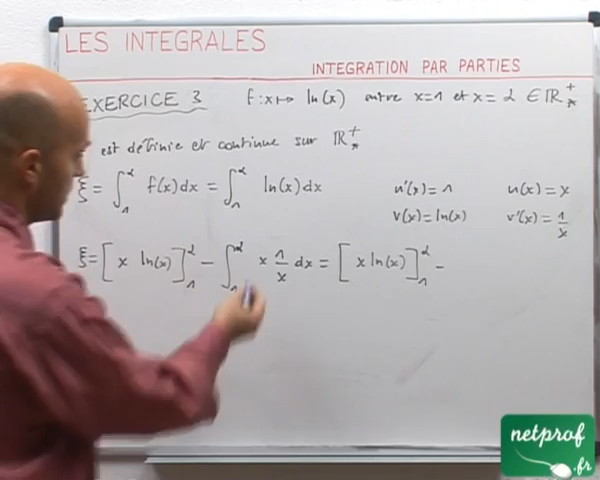 LES INTEGRALES
INTEGRATION PAR PARTIES
EXERCICE 3 f : x ↦ ln(x) entre x=1 et x= α ∈ ℝ⁺*
est définie et continue sur ℝ⁺*
ξ = ∫₁^α f(x)dx = ∫₁^α ln(x)dx u'(x) = 1 u(x) = x
v(x) = ln(x) v'(x) = 1/x
ξ = [x ln(x)]₁^α − ∫₁^α x 1/x dx = [x ln(x)]₁^α −
netprof
.fr